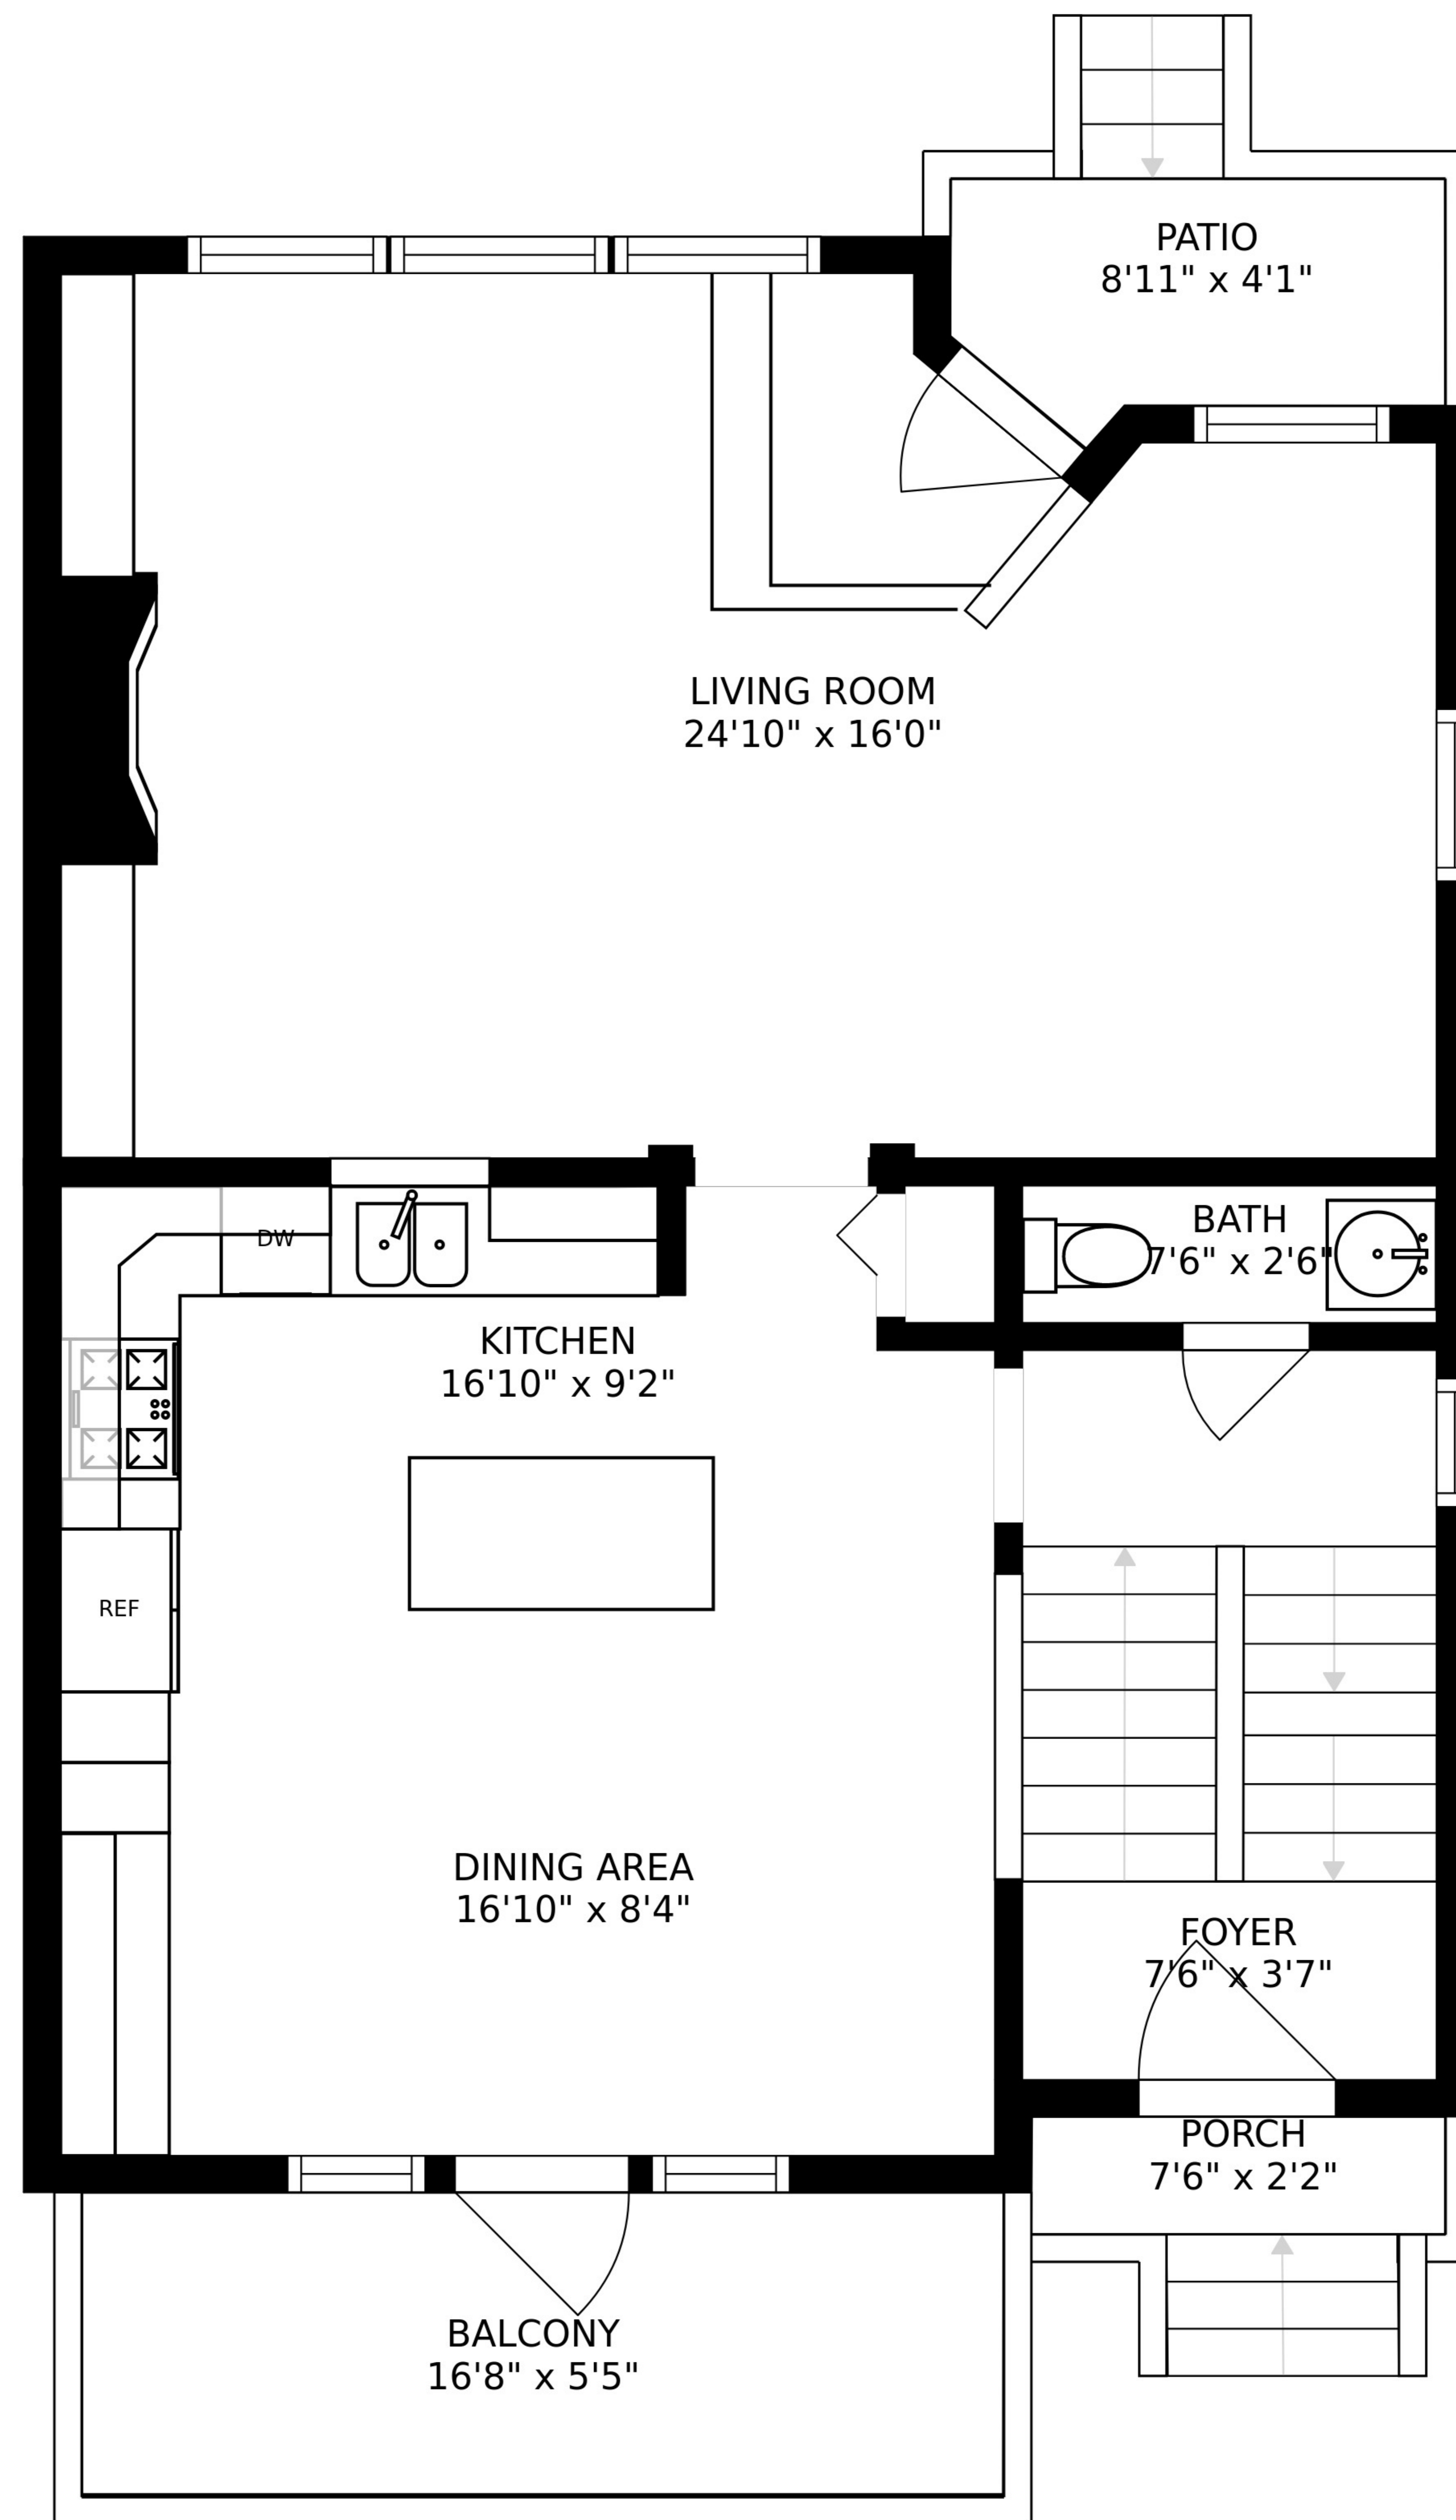 PATIO
8'11" x 4'1"
LIVING ROOM
24'10" x 16'0"
DW
BATH
7'6" x 2'6"
KITCHEN
16'10" x 9'2"
REF
DINING AREA
16'10" x 8'4"
FOYER
7'6" x 3'7"
PORCH
7'6" x 2'2"
BALCONY
16'8" x 5'5"